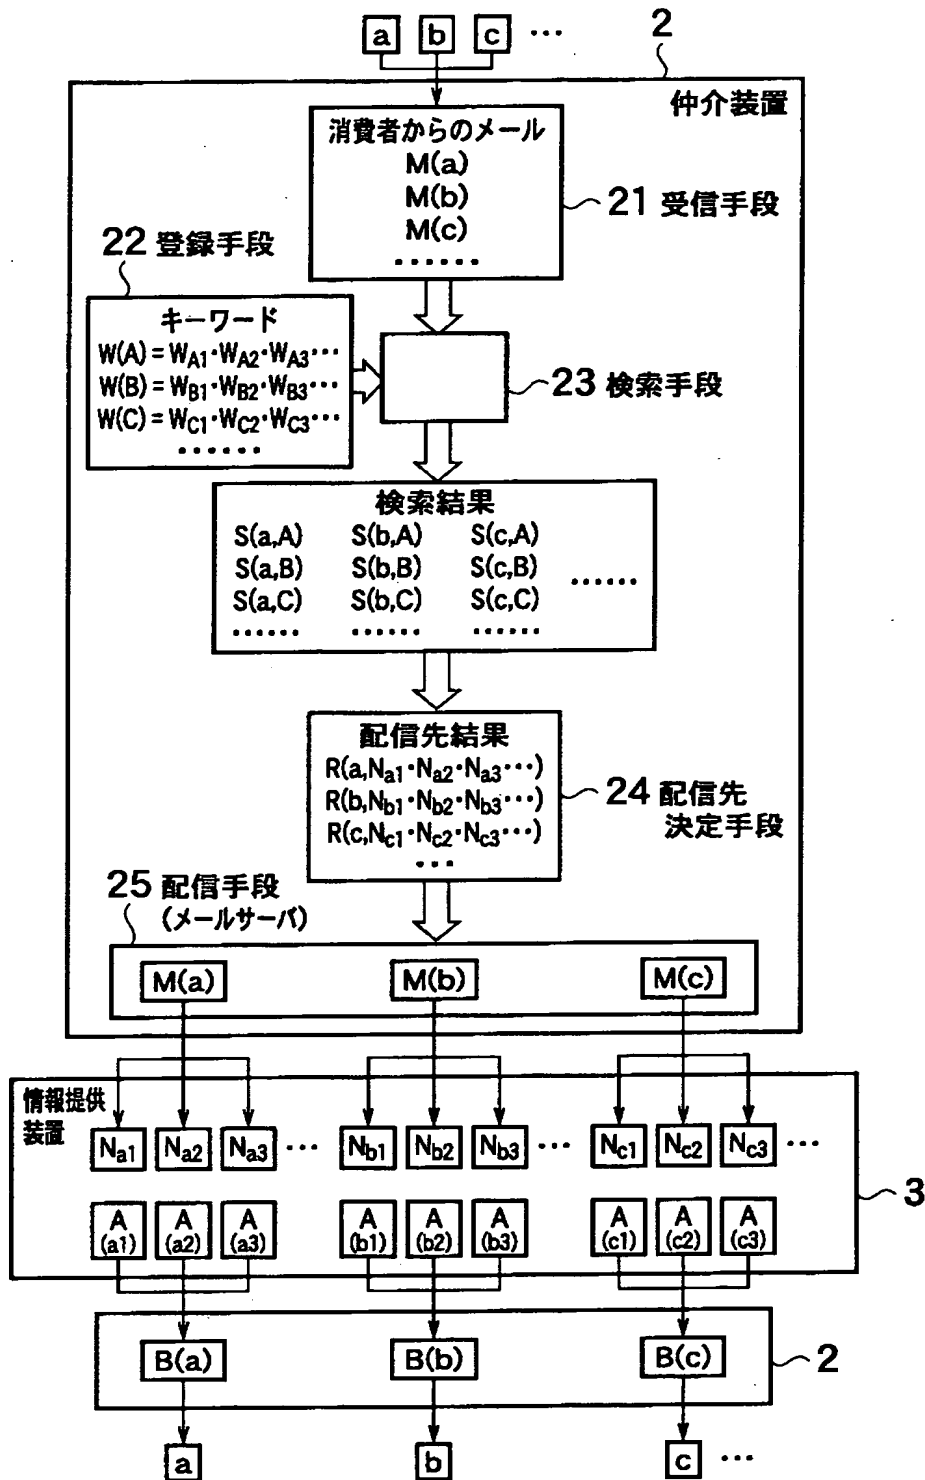 a b c ･･･
2
仲介装置
消費者からのメール
M(a)
M(b)
M(c)
･･････
21 受信手段
22 登録手段
キーワード
W(A) = WA1･WA2･WA3･･･
W(B) = WB1･WB2･WB3･･･
W(C) = WC1･WC2･WC3･･･
･･････
23 検索手段
検索結果
S(a,A) S(b,A) S(c,A)
S(a,B) S(b,B) S(c,B) ･･････
S(a,C) S(b,C) S(c,C)
･･････ ･･････ ･･････
配信先結果
R(a,Na1･Na2･Na3･･･)
R(b,Nb1･Nb2･Nb3･･･)
R(c,Nc1･Nc2･Nc3･･･)
･･･
24 配信先
決定手段
25 配信手段
(メールサーバ)
M(a) M(b) M(c)
情報提供
装置
Na1 Na2 Na3 ･･･ Nb1 Nb2 Nb3 ･･･ Nc1 Nc2 Nc3 ･･･
3
A A A A A A A A A
(a1) (a2) (a3) (b1) (b2) (b3) (c1) (c2) (c3)
B(a) B(b) B(c)
2
a b c ･･･